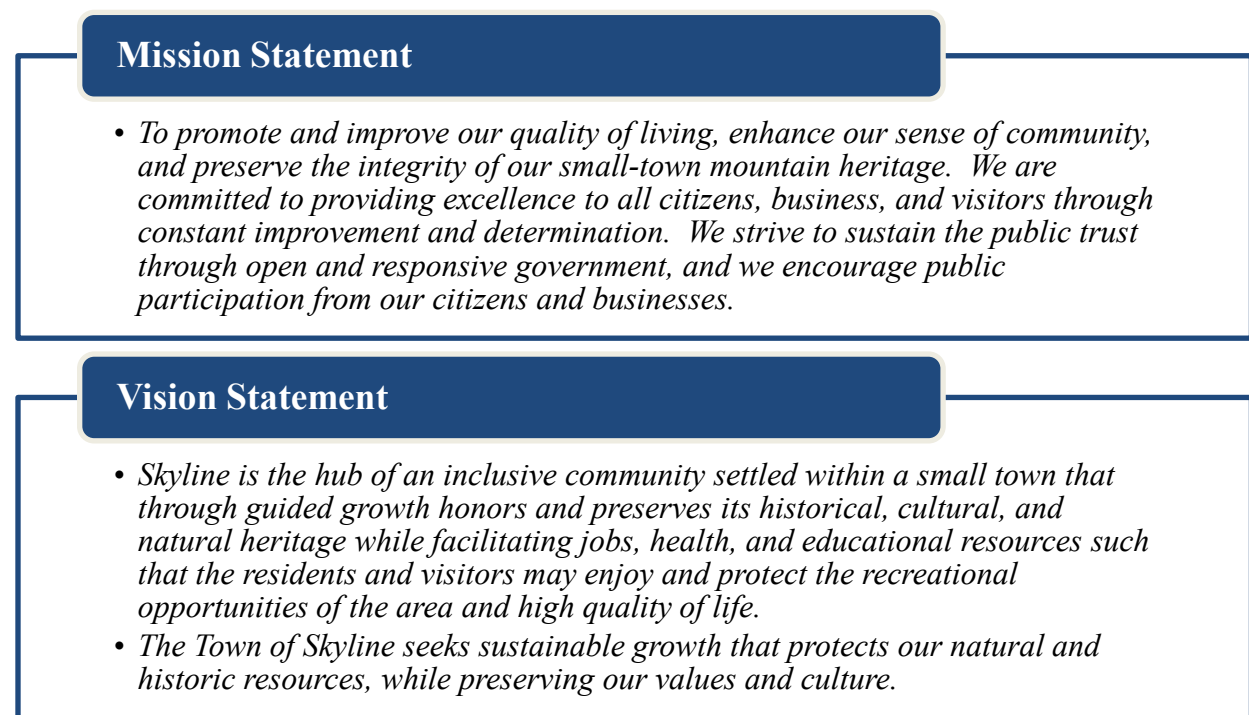 Mission Statement
• To promote and improve our quality of living, enhance our sense of community,
and preserve the integrity of our small-town mountain heritage.  We are
committed to providing excellence to all citizens, business, and visitors through
constant improvement and determination.  We strive to sustain the public trust
through open and responsive government, and we encourage public
participation from our citizens and businesses.
Vision Statement
• Skyline is the hub of an inclusive community settled within a small town that
through guided growth honors and preserves its historical, cultural, and
natural heritage while facilitating jobs, health, and educational resources such
that the residents and visitors may enjoy and protect the recreational
opportunities of the area and high quality of life.
• The Town of Skyline seeks sustainable growth that protects our natural and
historic resources, while preserving our values and culture.